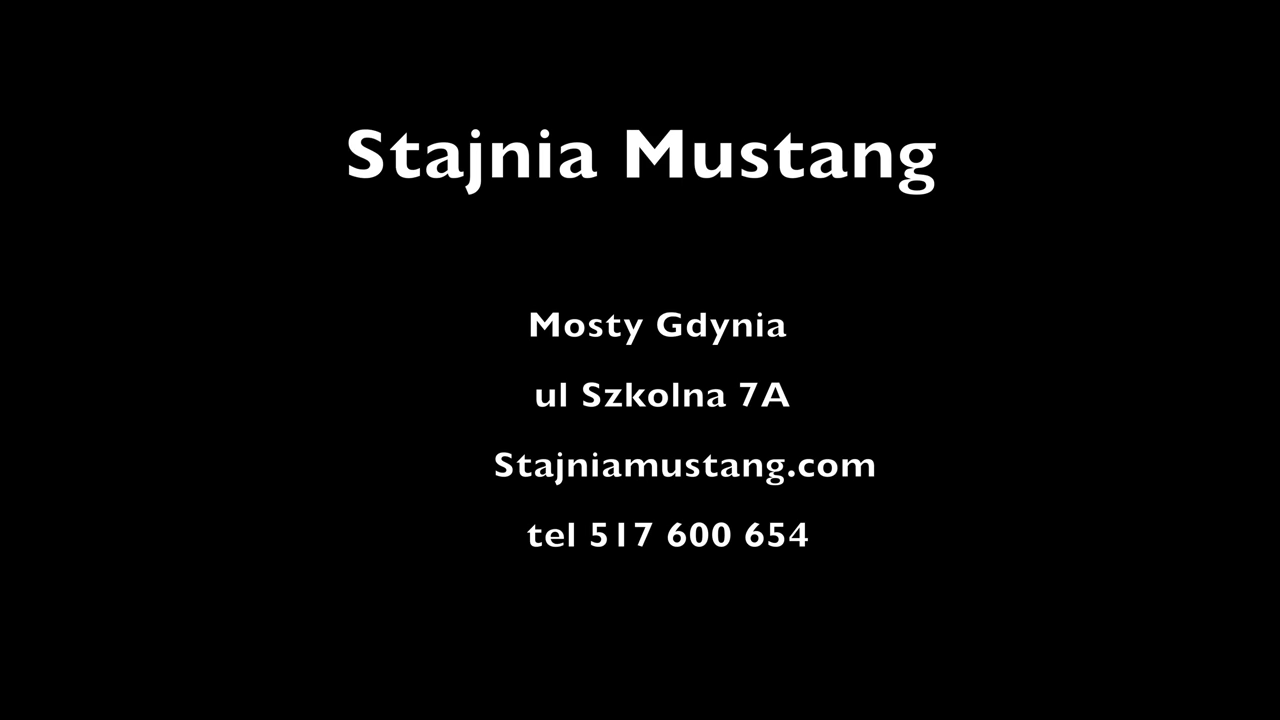 Stajnia Mustang
Mosty Gdynia
ul Szkolna 7A
Stajniamustang.com
tel 517 600 654